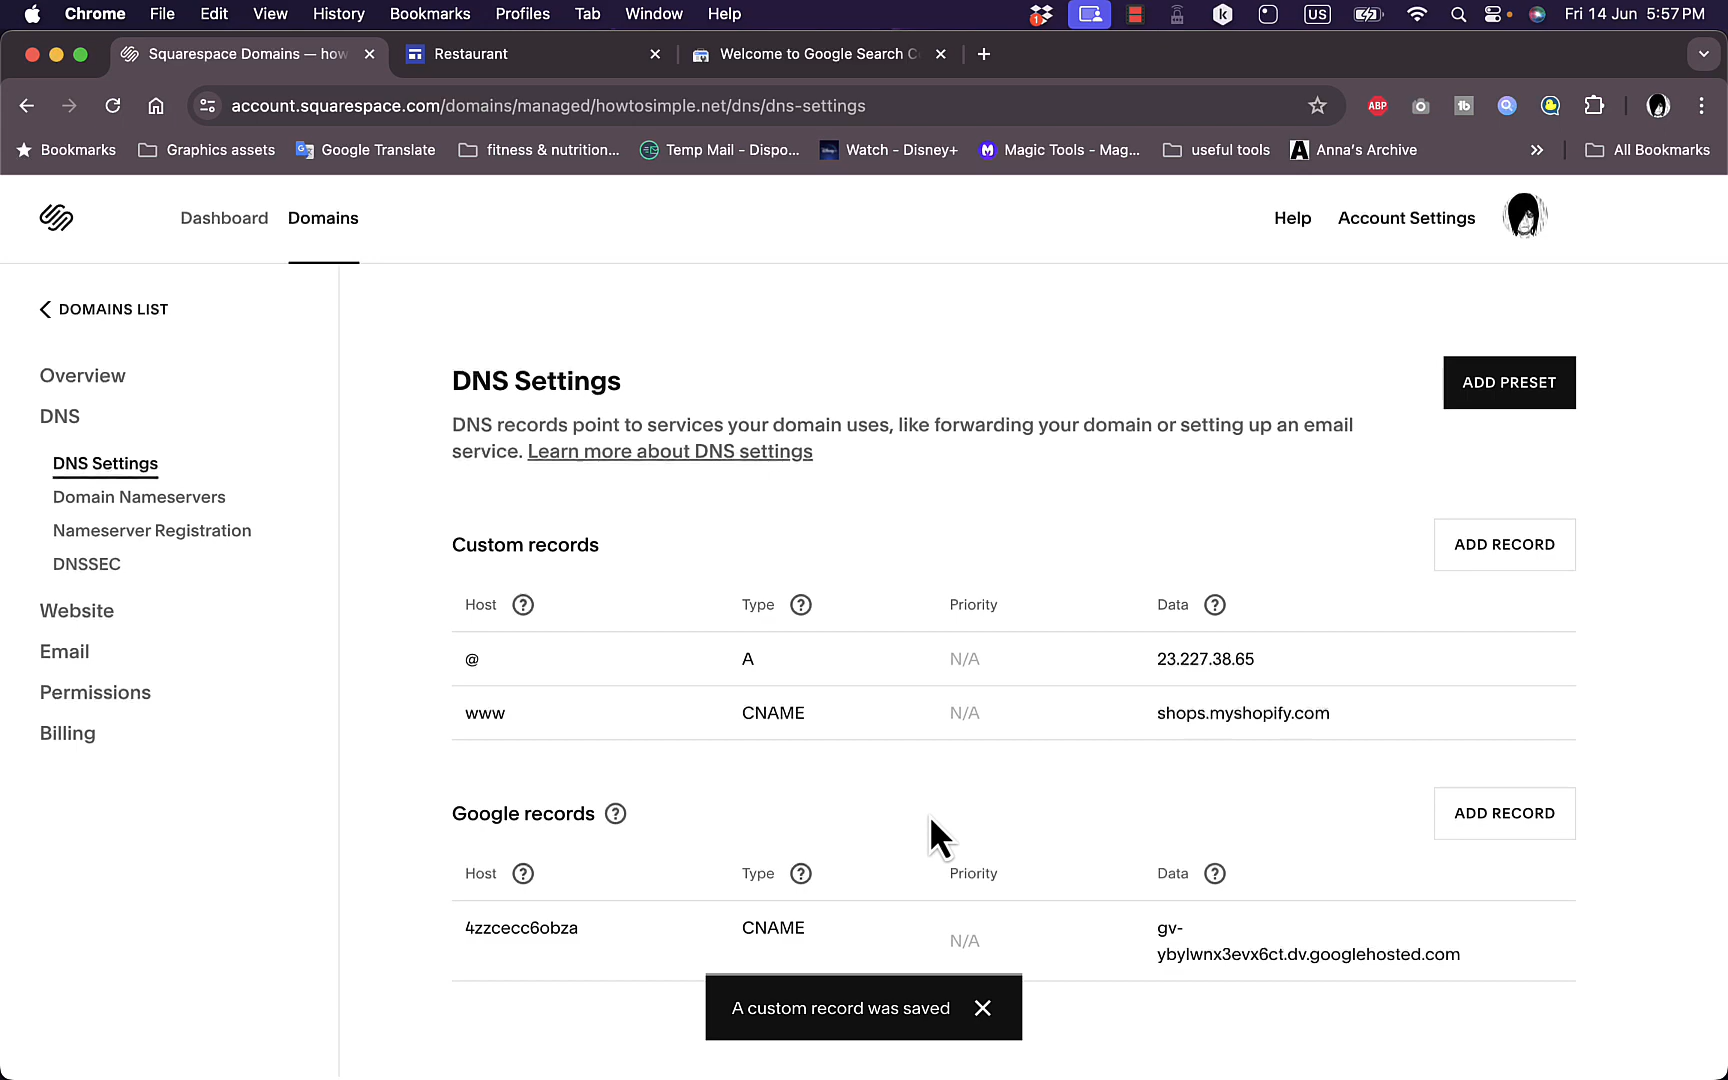 Chrome File Edit View History Bookmarks Profiles Tab Window Help 1 US Fri 14 Jun 5:57 PM
Squarespace Domains — how Restaurant Welcome to Google Search C
account.squarespace.com/domains/managed/howtosimple.net/dns/dns-settings ABP tb
Bookmarks Graphics assets Google Translate fitness & nutrition... Temp Mail - Dispo... Watch - Disney+ Magic Tools - Mag... useful tools Anna's Archive All Bookmarks
Dashboard Domains Help Account Settings
DOMAINS LIST
Overview
DNS
DNS Settings
Domain Nameservers
Nameserver Registration
DNSSEC
Website
Email
Permissions
Billing
DNS Settings
ADD PRESET
DNS records point to services your domain uses, like forwarding your domain or setting up an email
service. Learn more about DNS settings
Custom records
ADD RECORD
Host ? Type ? Priority Data ?
@ A N/A 23.227.38.65
www CNAME N/A shops.myshopify.com
Google records ?
ADD RECORD
Host ? Type ? Priority Data ?
4zzcecc6obza CNAME N/A gv-
ybylwnx3evx6ct.dv.googlehosted.com
A custom record was saved